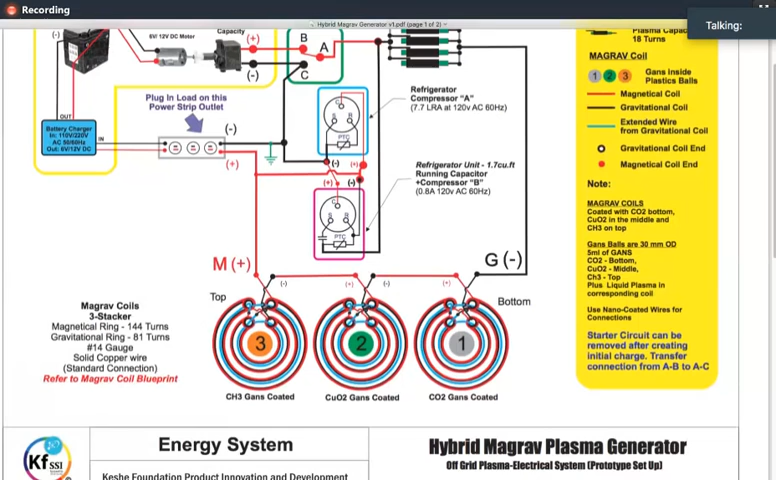 Recording
Hybrid Magrav Generator v1.pdf (page 1 of 2)
Talking:
(-)
6V/ 12V DC Motor
Capacity
(+)
(-)
B
A
C
18 Turns
MAGRAV Coil
1 2 3
Gans inside
Plastics Balls
Magnetical Coil
Gravitational Coil
Extended Wire
from Gravitational Coil
Gravitational Coil End
Magnetical Coil End
Note:
MAGRAV COILS
Coated with CO2 bottom,
CuO2 in the middle and
CH3 on top
Gans Balls are 30 mm OD
5ml of GANS
CO2 - Bottom,
CuO2 - Middle,
Ch3 - Top
Plus Liquid Plasma in
corresponding coil
Use Nano-Coated Wires for
Connections
Starter Circuit can be
removed after creating
initial charge. Transfer
connection from A-B to A-C
Plug In Load on this
Power Strip Outlet
OUT
Battery Charger
In: 110V/220V
AC 50/60Hz
Out: 6V/12V DC
IN
(-)
(+)
Refrigerator
Compressor "A"
(7.7 LRA at 120v AC 60Hz)
C
S R
PTC
(-) (+)
(+) (-)
Refrigerator Unit - 1.7cu.ft
Running Capacitor
+Compressor "B"
(0.8A 120v AC 60Hz)
C
S R
PTC
M (+)
G (-)
(-) (+) (-) (+)
Top
Bottom
3
2
1
CH3 Gans Coated
CuO2 Gans Coated
CO2 Gans Coated
Magrav Coils
3-Stacker
Magnetical Ring - 144 Turns
Gravitational Ring - 81 Turns
#14 Gauge
Solid Copper wire
(Standard Connection)
Refer to Magrav Coil Blueprint
Kf SSI
Energy System
Keshe Foundation Product Innovation and Development
Hybrid Magrav Plasma Generator
Off Grid Plasma-Electrical System (Prototype Set Up)